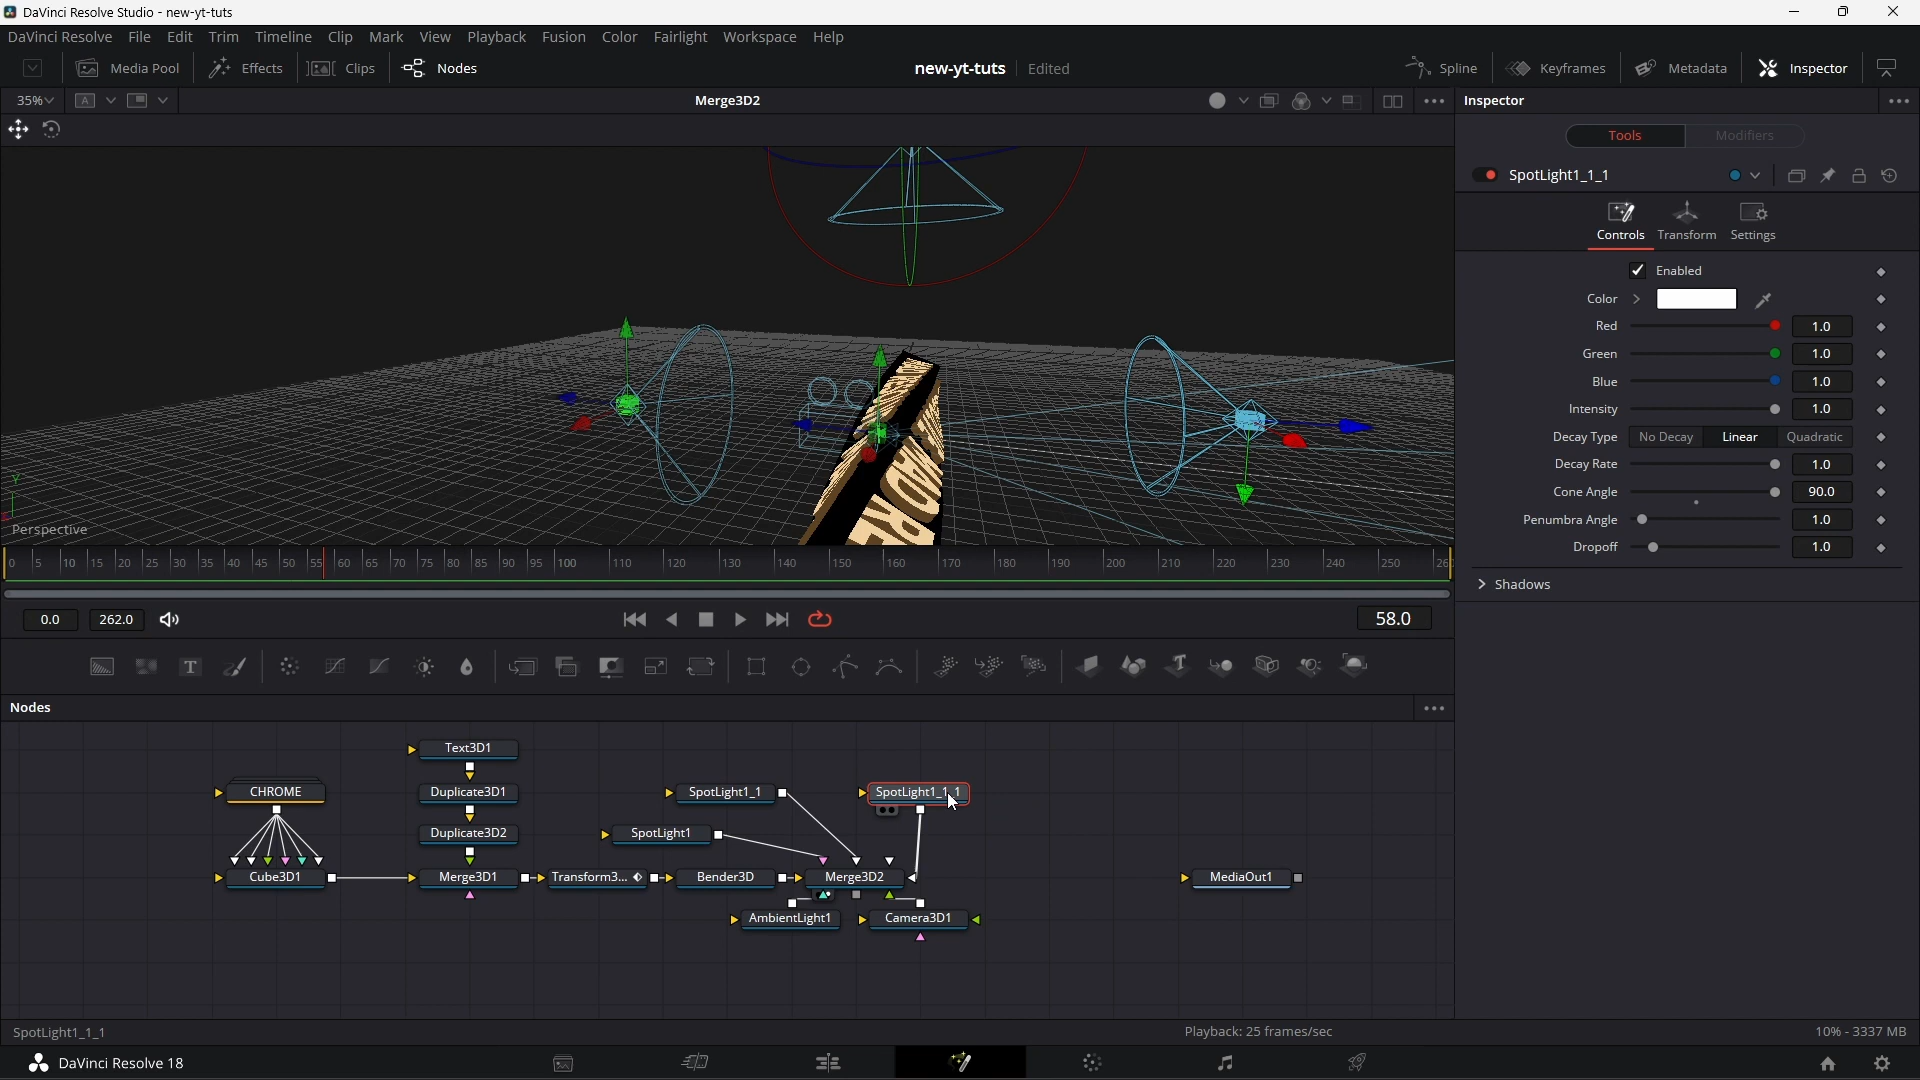 DaVinci Resolve Studio - new-yt-tuts
DaVinci Resolve File Edit Trim Timeline Clip Mark View Playback Fusion Color Fairlight Workspace Help
Media Pool Effects Clips Nodes new-yt-tuts Edited Spline Keyframes Metadata Inspector
35% A Merge3D2 Inspector
Tools Modifiers
SpotLight1_1_1
Controls Transform Settings
Enabled
Color
Red 1.0
Green 1.0
Blue 1.0
Intensity 1.0
Decay Type No Decay Linear Quadratic
Decay Rate 1.0
Cone Angle 90.0
Penumbra Angle 1.0
Dropoff 1.0
Shadows
Y
Perspective
0 5 10 15 20 25 30 35 40 45 50 55 60 65 70 75 80 85 90 95 100 110 120 130 140 150 160 170 180 190 200 210 220 230 240 250 26
0.0 262.0 58.0
Nodes
Text3D1
CHROME Duplicate3D1 SpotLight1_1 SpotLight1_1_1
Duplicate3D2 SpotLight1
Cube3D1 Merge3D1 Transform3... Bender3D Merge3D2 MediaOut1
AmbientLight1 Camera3D1
SpotLight1_1_1 Playback: 25 frames/sec 10% - 3337 MB
DaVinci Resolve 18